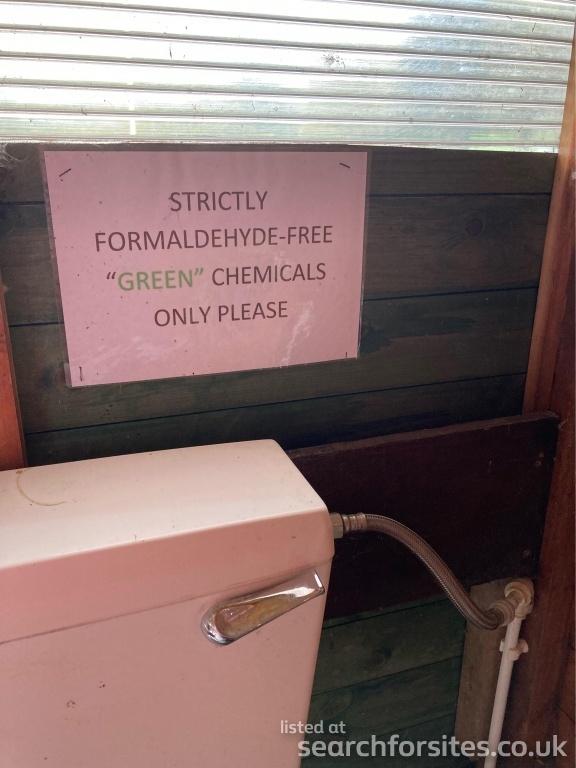 STRICTLY
FORMALDEHYDE-FREE
“GREEN” CHEMICALS
ONLY PLEASE
listed at
searchforsites.co.uk